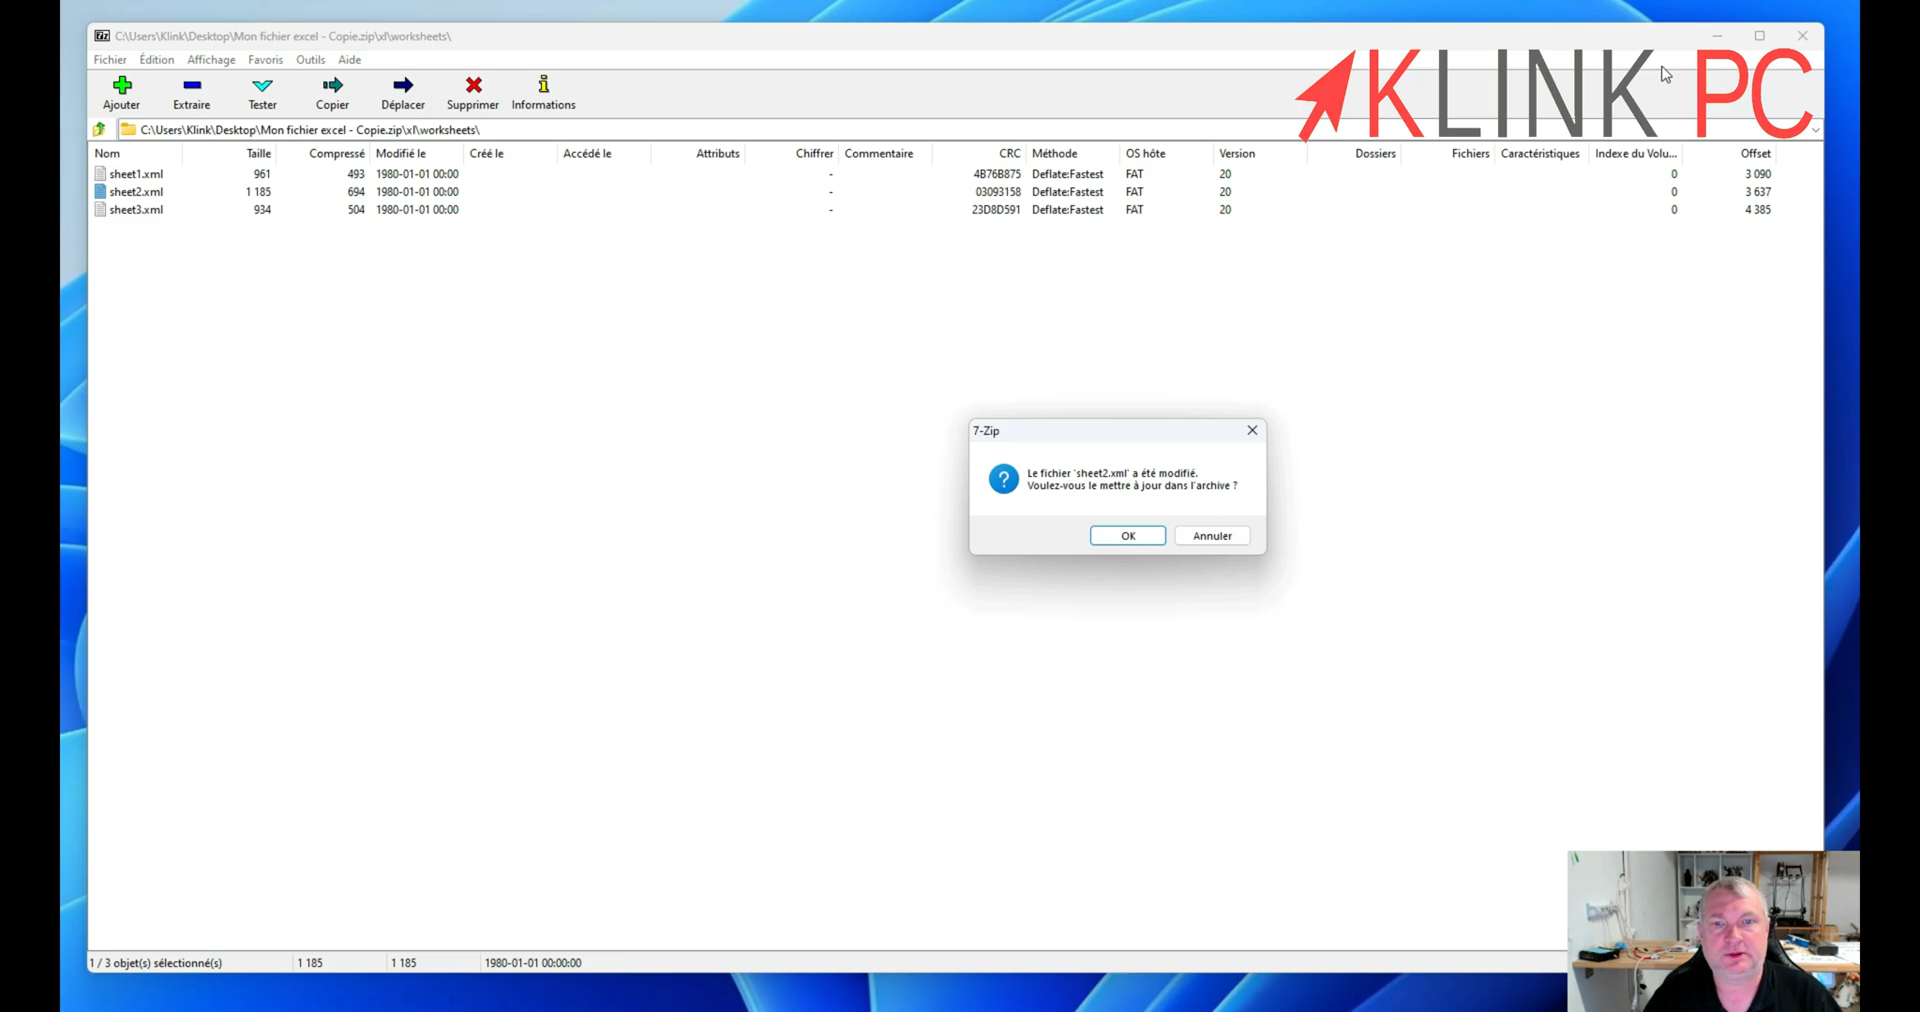 C:\Users\Klink\Desktop\Mon fichier excel - Copie.zip\xl\worksheets\
Fichier Édition Affichage Favoris Outils Aide
KLINK PC
Ajouter Extraire Tester Copier Déplacer Supprimer Informations
C:\Users\Klink\Desktop\Mon fichier excel - Copie.zip\xl\worksheets\
Nom Taille Compressé Modifié le Créé le Accédé le Attributs Chiffrer Commentaire CRC Méthode OS hôte Version Dossiers Fichiers Caractéristiques Indexe du Volu... Offset
sheet1.xml 961 493 1980-01-01 00:00 - 4B76B875 Deflate:Fastest FAT 20 0 3 090
sheet2.xml 1 185 694 1980-01-01 00:00 - 03093158 Deflate:Fastest FAT 20 0 3 637
sheet3.xml 934 504 1980-01-01 00:00 - 23D8D591 Deflate:Fastest FAT 20 0 4 385
7-Zip
Le fichier 'sheet2.xml' a été modifié.
Voulez-vous le mettre à jour dans l'archive ?
OK Annuler
1 / 3 objet(s) sélectionné(s) 1 185 1 185 1980-01-01 00:00:00